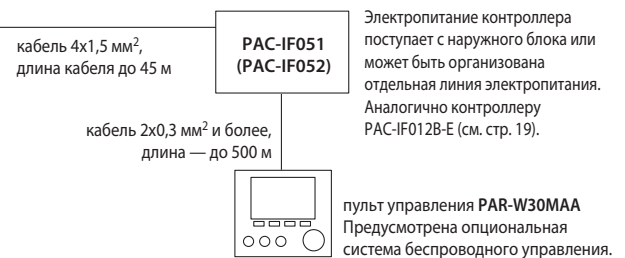 кабель 4х1,5 мм²,
длина кабеля до 45 м
PAC-IF051
(PAC-IF052)
Электропитание контроллера
поступает с наружного блока или
может быть организована
отдельная линия электропитания.
Аналогично контроллеру
PAC-IF012B-E (см. стр. 19).
кабель 2х0,3 мм² и более,
длина — до 500 м
пульт управления PAR-W30MAA
Предусмотрена опциональная
система беспроводного управления.